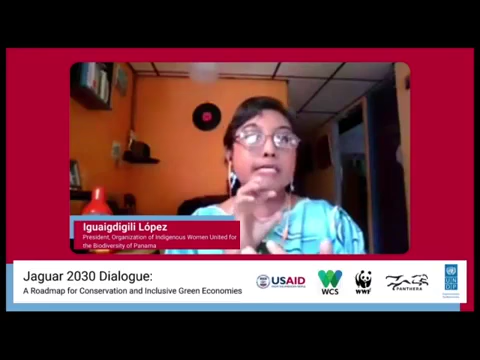 Iguaigdigili López
President, Organization of Indigenous Women United for
the Biodiversity of Panama
Jaguar 2030 Dialogue:
A Roadmap for Conservation and Inclusive Green Economies
USAID
WCS
WWF
PANTHERA